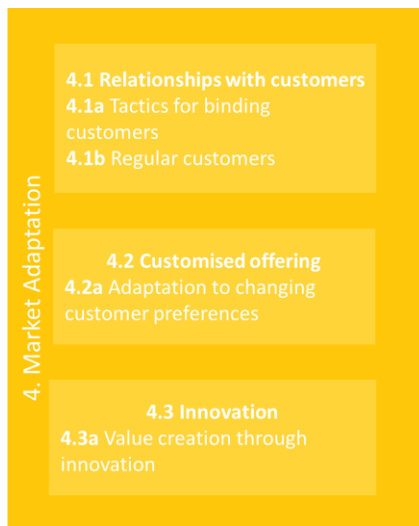 4. Market Adaptation
4.1 Relationships with customers
4.1a Tactics for binding
customers
4.1b Regular customers
4.2 Customised offering
4.2a Adaptation to changing
customer preferences
4.3 Innovation
4.3a Value creation through
innovation